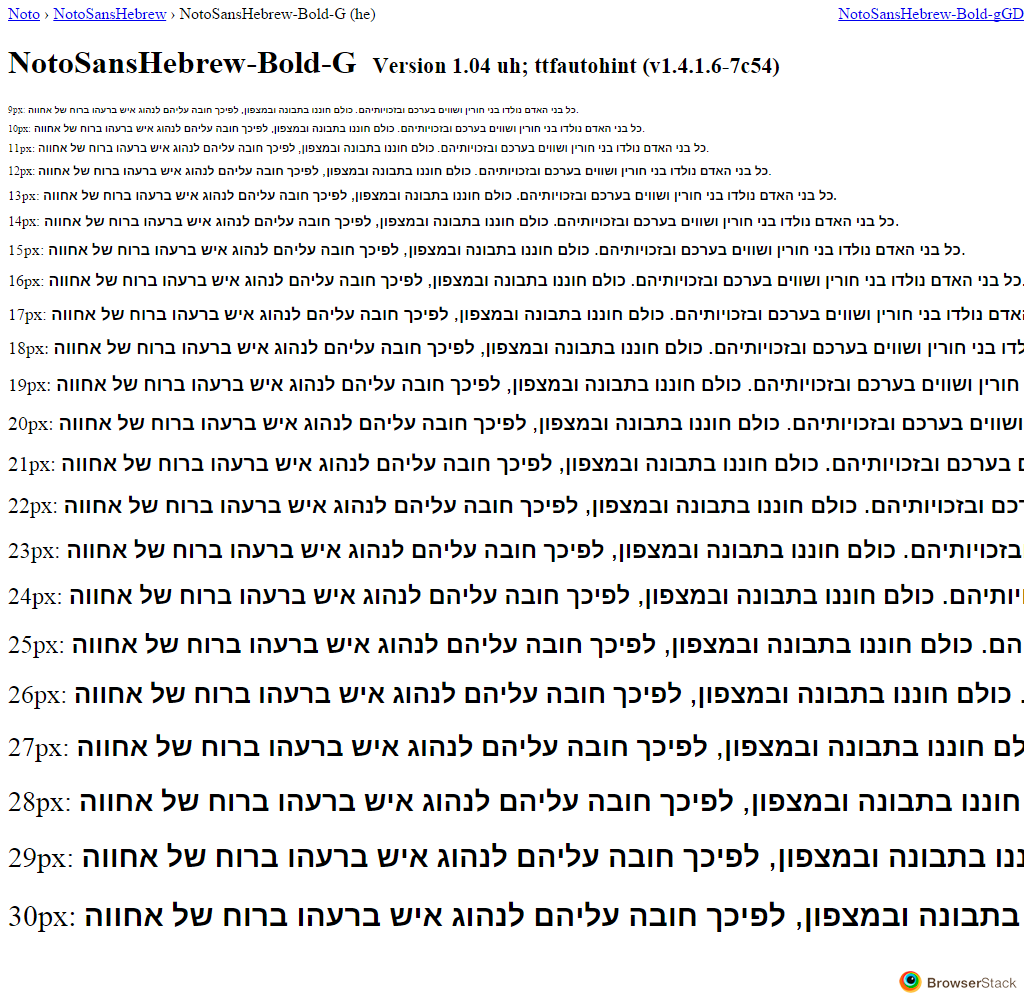 Noto › NotoSansHebrew › NotoSansHebrew-Bold-G (he)
NotoSansHebrew-Bold-gGD
NotoSansHebrew-Bold-G Version 1.04 uh; ttfautohint (v1.4.1.6-7c54)
9px: כל בני האדם נולדו בני חורין ושווים בערכם ובזכויותיהם. כולם חוננו בתבונה ובמצפון, לפיכך חובה עליהם לנהוג איש ברעהו ברוח של אחווה.
10px: כל בני האדם נולדו בני חורין ושווים בערכם ובזכויותיהם. כולם חוננו בתבונה ובמצפון, לפיכך חובה עליהם לנהוג איש ברעהו ברוח של אחווה.
11px: כל בני האדם נולדו בני חורין ושווים בערכם ובזכויותיהם. כולם חוננו בתבונה ובמצפון, לפיכך חובה עליהם לנהוג איש ברעהו ברוח של אחווה.
12px: כל בני האדם נולדו בני חורין ושווים בערכם ובזכויותיהם. כולם חוננו בתבונה ובמצפון, לפיכך חובה עליהם לנהוג איש ברעהו ברוח של אחווה.
13px: כל בני האדם נולדו בני חורין ושווים בערכם ובזכויותיהם. כולם חוננו בתבונה ובמצפון, לפיכך חובה עליהם לנהוג איש ברעהו ברוח של אחווה.
14px: כל בני האדם נולדו בני חורין ושווים בערכם ובזכויותיהם. כולם חוננו בתבונה ובמצפון, לפיכך חובה עליהם לנהוג איש ברעהו ברוח של אחווה.
15px: כל בני האדם נולדו בני חורין ושווים בערכם ובזכויותיהם. כולם חוננו בתבונה ובמצפון, לפיכך חובה עליהם לנהוג איש ברעהו ברוח של אחווה.
16px: כל בני האדם נולדו בני חורין ושווים בערכם ובזכויותיהם. כולם חוננו בתבונה ובמצפון, לפיכך חובה עליהם לנהוג איש ברעהו ברוח של אחווה.
17px: אדם נולדו בני חורין ושווים בערכם ובזכויותיהם. כולם חוננו בתבונה ובמצפון, לפיכך חובה עליהם לנהוג איש ברעהו ברוח של אחווה
18px: לדו בני חורין ושווים בערכם ובזכויותיהם. כולם חוננו בתבונה ובמצפון, לפיכך חובה עליהם לנהוג איש ברעהו ברוח של אחווה
19px: חורין ושווים בערכם ובזכויותיהם. כולם חוננו בתבונה ובמצפון, לפיכך חובה עליהם לנהוג איש ברעהו ברוח של אחווה
20px: ושווים בערכם ובזכויותיהם. כולם חוננו בתבונה ובמצפון, לפיכך חובה עליהם לנהוג איש ברעהו ברוח של אחווה
21px: בערכם ובזכויותיהם. כולם חוננו בתבונה ובמצפון, לפיכך חובה עליהם לנהוג איש ברעהו ברוח של אחווה
22px: רכם ובזכויותיהם. כולם חוננו בתבונה ובמצפון, לפיכך חובה עליהם לנהוג איש ברעהו ברוח של אחווה
23px: בזכויותיהם. כולם חוננו בתבונה ובמצפון, לפיכך חובה עליהם לנהוג איש ברעהו ברוח של אחווה
24px: יותיהם. כולם חוננו בתבונה ובמצפון, לפיכך חובה עליהם לנהוג איש ברעהו ברוח של אחווה
25px: הם. כולם חוננו בתבונה ובמצפון, לפיכך חובה עליהם לנהוג איש ברעהו ברוח של אחווה
26px: . כולם חוננו בתבונה ובמצפון, לפיכך חובה עליהם לנהוג איש ברעהו ברוח של אחווה
27px: לם חוננו בתבונה ובמצפון, לפיכך חובה עליהם לנהוג איש ברעהו ברוח של אחווה
28px: חוננו בתבונה ובמצפון, לפיכך חובה עליהם לנהוג איש ברעהו ברוח של אחווה
29px: ננו בתבונה ובמצפון, לפיכך חובה עליהם לנהוג איש ברעהו ברוח של אחווה
30px: בתבונה ובמצפון, לפיכך חובה עליהם לנהוג איש ברעהו ברוח של אחווה
BrowserStack